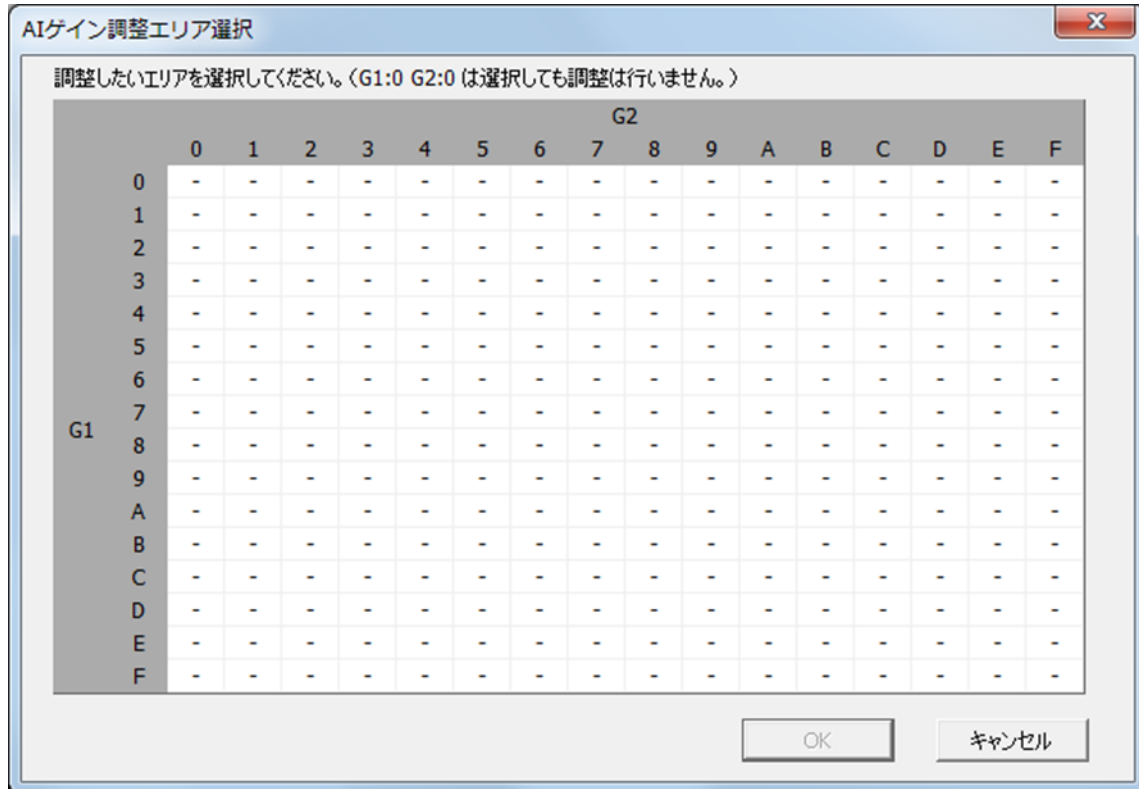 AIゲイン調整エリア選択
調整したいエリアを選択してください。（G1:0 G2:0 は選択しても調整は行いません。）
G2
0 1 2 3 4 5 6 7 8 9 A B C D E F
0 - - - - - - - - - - - - - - - -
1 - - - - - - - - - - - - - - - -
2 - - - - - - - - - - - - - - - -
3 - - - - - - - - - - - - - - - -
4 - - - - - - - - - - - - - - - -
5 - - - - - - - - - - - - - - - -
6 - - - - - - - - - - - - - - - -
7 - - - - - - - - - - - - - - - -
G1
8 - - - - - - - - - - - - - - - -
9 - - - - - - - - - - - - - - - -
A - - - - - - - - - - - - - - - -
B - - - - - - - - - - - - - - - -
C - - - - - - - - - - - - - - - -
D - - - - - - - - - - - - - - - -
E - - - - - - - - - - - - - - - -
F - - - - - - - - - - - - - - - -
OK キャンセル